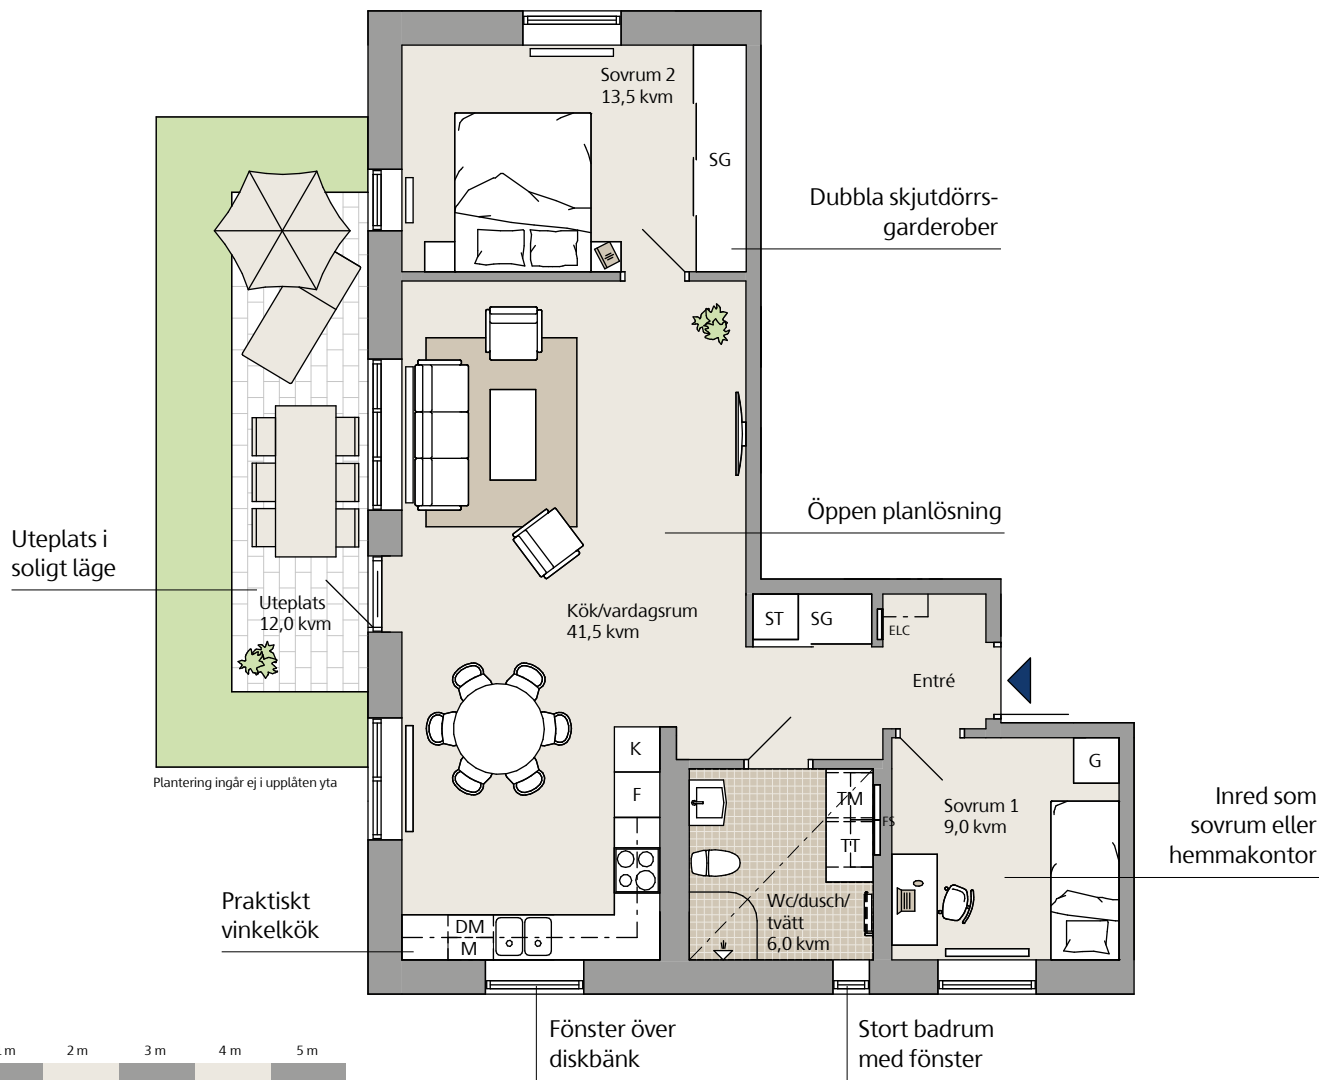 Sovrum 2
13,5 kvm
SG
Dubbla skjutdörrs-
garderober
Öppen planlösning
Uteplats i
soligt läge
Uteplats
12,0 kvm
Kök/vardagsrum
41,5 kvm
ST
SG
ELC
Entré
Plantering ingår ej i upplåten yta
K
F
TM
TT
FS
G
Sovrum 1
9,0 kvm
Inred som
sovrum eller
hemmakontor
Praktiskt
vinkelkök
DM
M
Wc/dusch/
tvätt
6,0 kvm
Fönster över
diskbänk
Stort badrum
med fönster
m
2 m
3 m
4 m
5 m